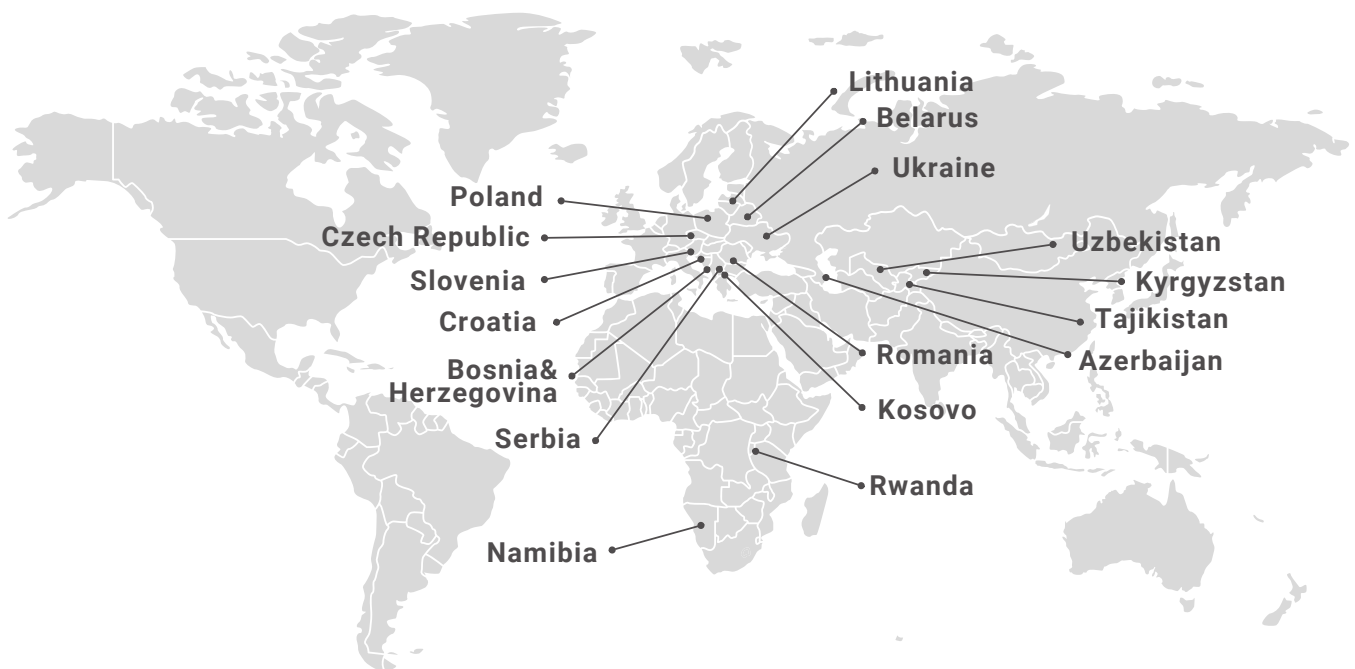 Lithuania
Belarus
Ukraine
Poland
Czech Republic
Slovenia
Croatia
Bosnia&
Herzegovina
Serbia
Namibia
Uzbekistan
Kyrgyzstan
Tajikistan
Azerbaijan
Romania
Kosovo
Rwanda